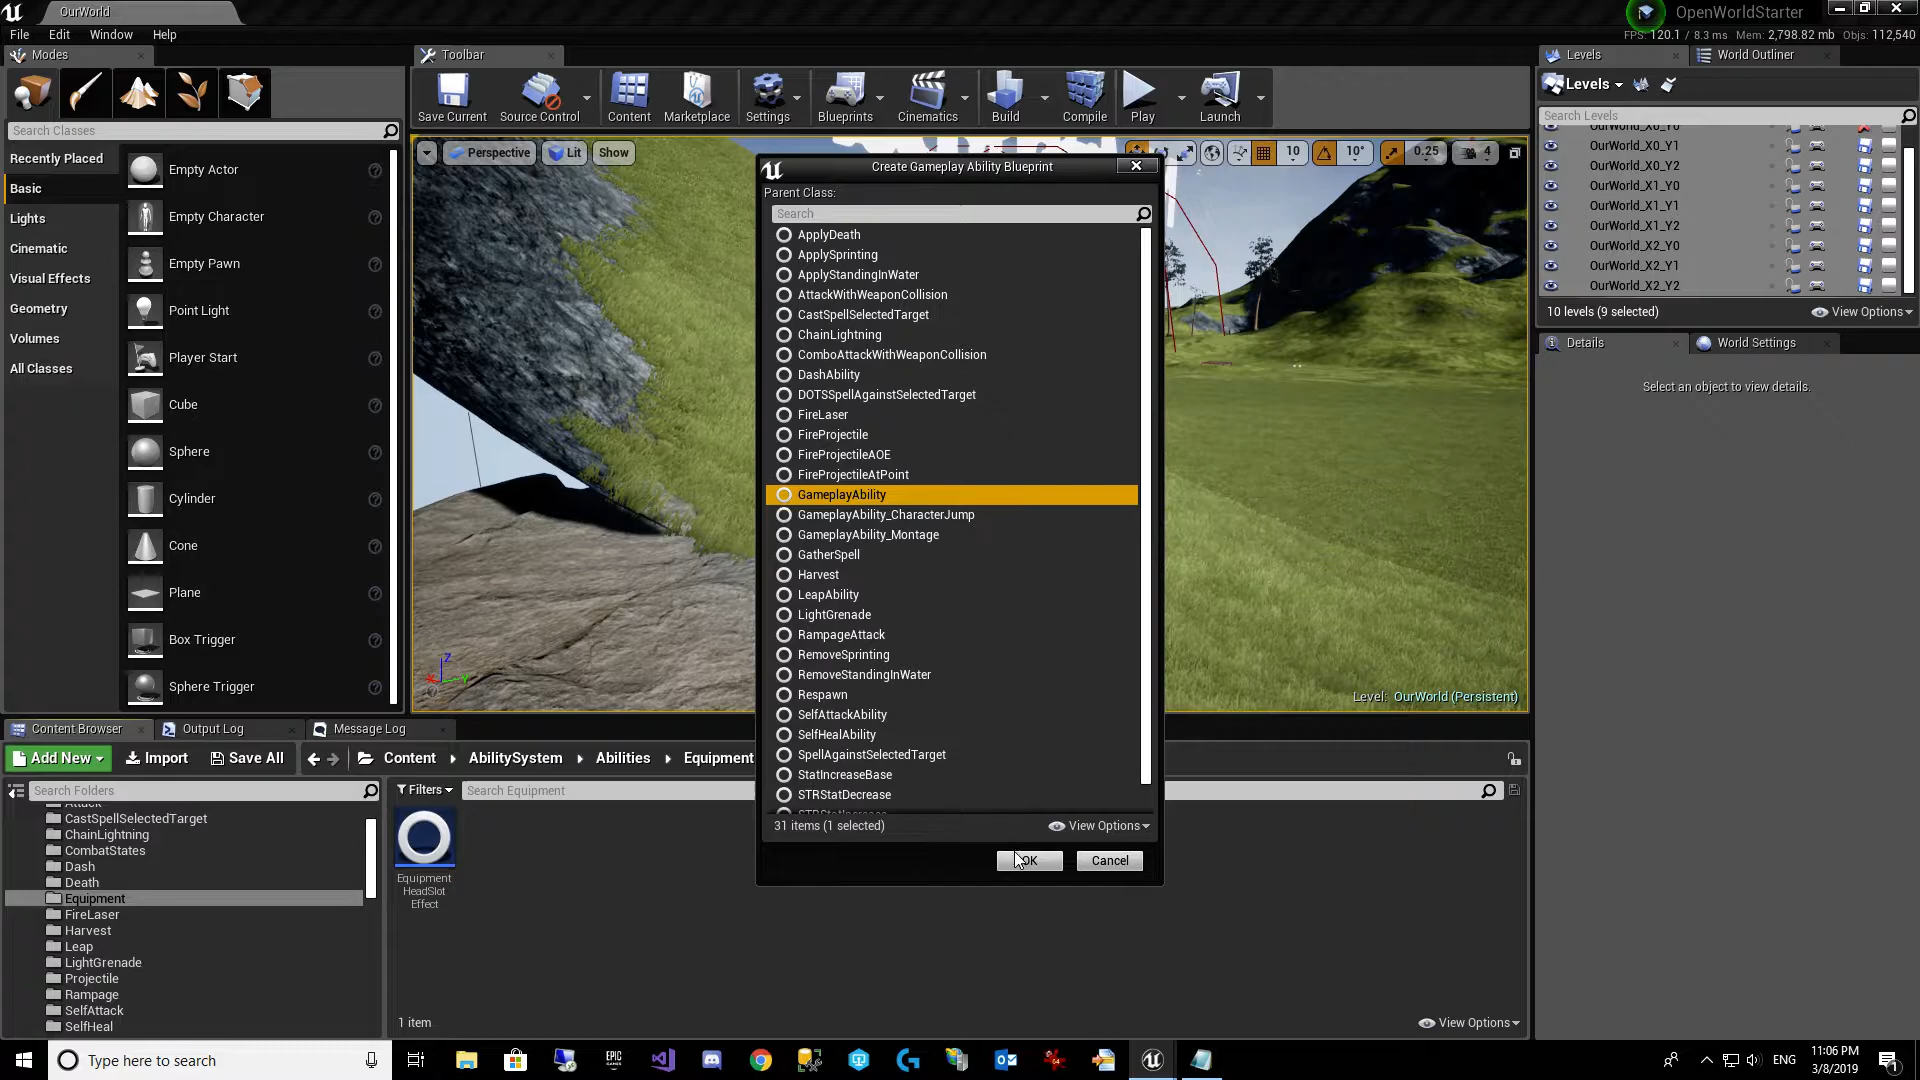 OurWorld
OpenWorldStarter
File Edit Window Help
FPS: 120.1 / 8.3 ms Mem: 2,798.82 mb Objs: 112,540
Modes
Toolbar
Levels
World Outliner
Save Current
Source Control
Content
Marketplace
Settings
Blueprints
Cinematics
Build
Compile
Play
Launch
Levels
Search Levels
OurWorld_X0_Y0
OurWorld_X0_Y1
OurWorld_X0_Y2
OurWorld_X1_Y0
OurWorld_X1_Y1
OurWorld_X1_Y2
OurWorld_X2_Y0
OurWorld_X2_Y1
OurWorld_X2_Y2
10 levels (9 selected)
View Options
Details
World Settings
Select an object to view details.
Search Classes
Recently Placed
Basic
Lights
Cinematic
Visual Effects
Geometry
Volumes
All Classes
Empty Actor
Empty Character
Empty Pawn
Point Light
Player Start
Cube
Sphere
Cylinder
Cone
Plane
Box Trigger
Sphere Trigger
Perspective
Lit
Show
10
10°
0.25
4
Z
X
Y
Level: OurWorld (Persistent)
Create Gameplay Ability Blueprint
Parent Class:
Search
ApplyDeath
ApplySprinting
ApplyStandingInWater
AttackWithWeaponCollision
CastSpellSelectedTarget
ChainLightning
ComboAttackWithWeaponCollision
DashAbility
DOTSSpellAgainstSelectedTarget
FireLaser
FireProjectile
FireProjectileAOE
FireProjectileAtPoint
GameplayAbility
GameplayAbility_CharacterJump
GameplayAbility_Montage
GatherSpell
Harvest
LeapAbility
LightGrenade
RampageAttack
RemoveSprinting
RemoveStandingInWater
Respawn
SelfAttackAbility
SelfHealAbility
SpellAgainstSelectedTarget
StatIncreaseBase
STRStatDecrease
31 items (1 selected)
View Options
OK
Cancel
Content Browser
Output Log
Message Log
Add New
Import
Save All
Content
AbilitySystem
Abilities
Equipment
Search Folders
Filters
Search Equipment
Attack
CastSpellSelectedTarget
ChainLightning
CombatStates
Dash
Death
Equipment
FireLaser
Harvest
Leap
LightGrenade
Projectile
Rampage
SelfAttack
SelfHeal
Equipment
HeadSlot
Effect
1 item
View Options
Type here to search
EPIC
GAMES
64
ENG
11:06 PM
3/8/2019
1